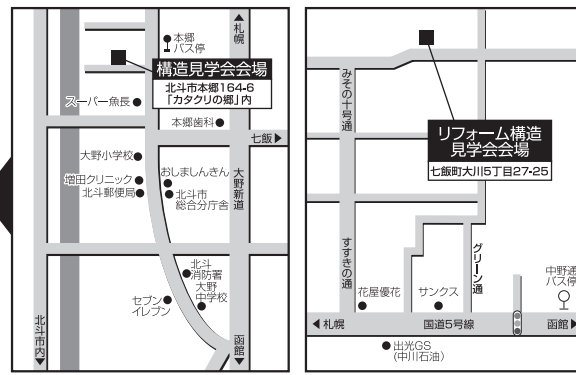 ▲札幌
本郷
バス停
構造見学会会場
北斗市本郷164-6
「カタクリの郷」内
スーパー魚長
本郷歯科
七飯▶
大野小学校
おしましんきん
大野新道
増田クリニック
北斗郵便局
北斗市
総合分庁舎
北斗
消防署
大野
中学校
セブン
イレブン
北斗市内▼
函館▼
みその十号通
リフォーム構造
見学会会場
七飯町大川5丁目27-25
すずきの通
グリーン通
中野通
バス停
花屋優花
サンクス
◀札幌
国道5号線
函館▶
出光GS
(中川石油)